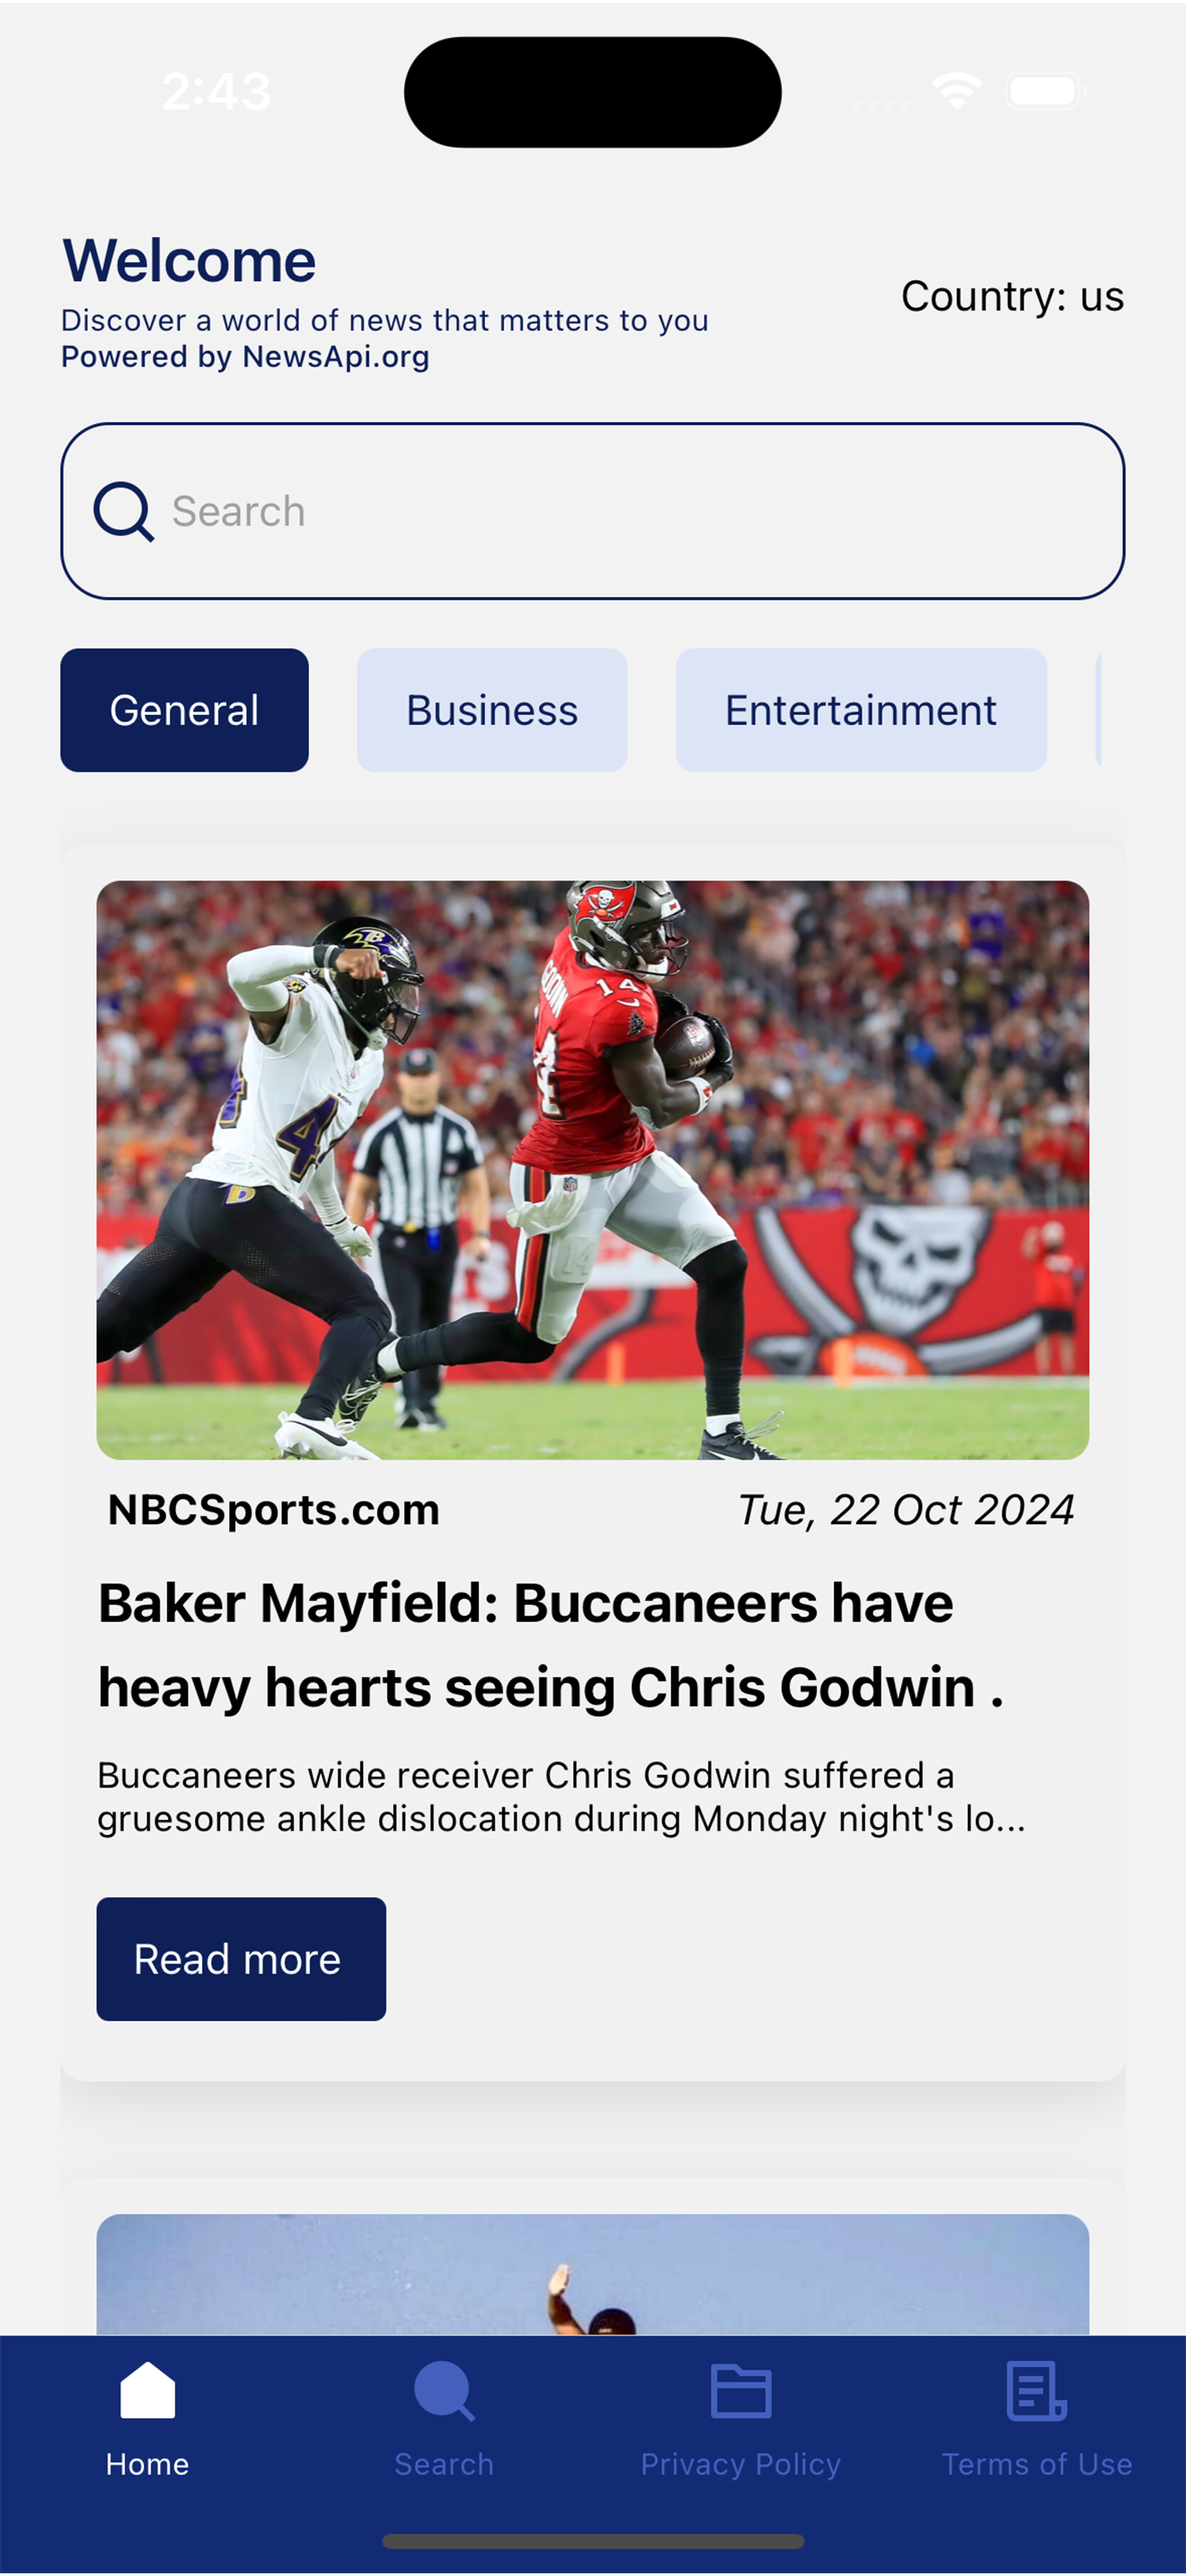 2:43
Welcome
Country: us
Discover a world of news that matters to you
Powered by NewsApi.org
Search
General
Business
Entertainment
14
14
4
NBCSports.com
Tue, 22 Oct 2024
Baker Mayfield: Buccaneers have
heavy hearts seeing Chris Godwin .
Buccaneers wide receiver Chris Godwin suffered a
gruesome ankle dislocation during Monday night's lo...
Read more
Home
Search
Privacy Policy
Terms of Use